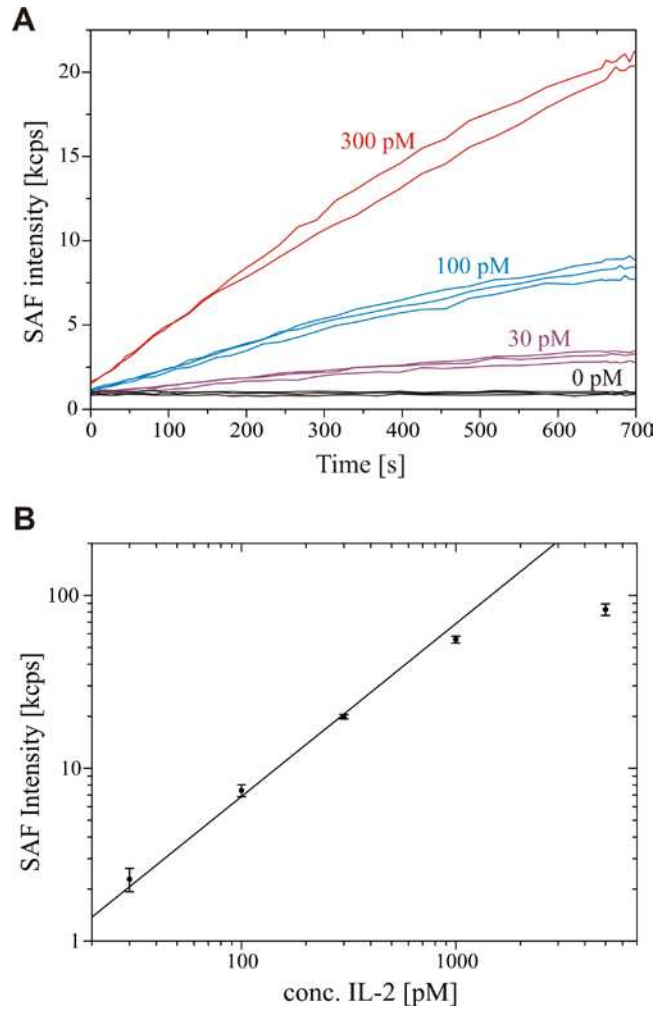 A
SAF intensity [kcps]
20
15
10
5
0
300 pM
100 pM
30 pM
0 pM
0
100
200
300
400
500
600
700
Time [s]
B
SAF Intensity [kcps]
100
10
1
100
1000
conc. IL-2 [pM]